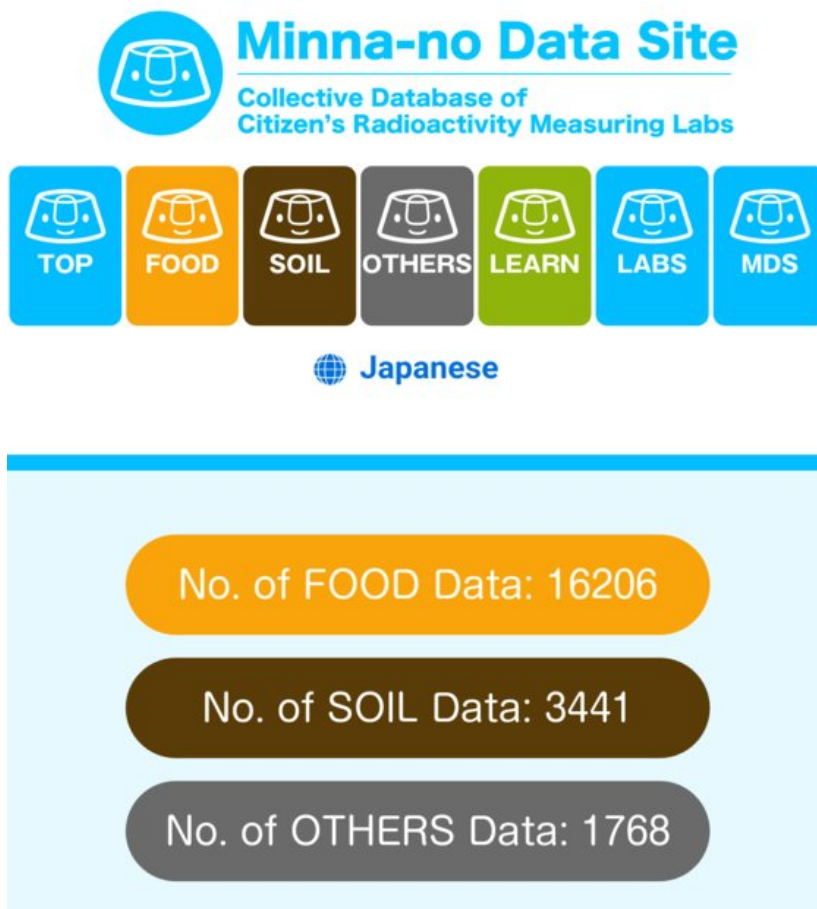 Minna-no Data Site
Collective Database of
Citizen's Radioactivity Measuring Labs
TOP FOOD SOIL OTHERS LEARN LABS MDS
Japanese
No. of FOOD Data: 16206
No. of SOIL Data: 3441
No. of OTHERS Data: 1768